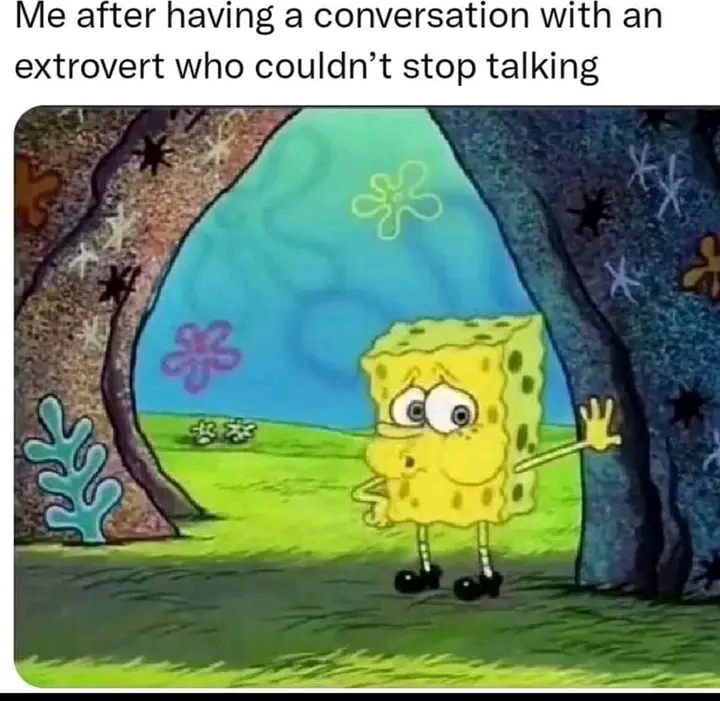 Me after having a conversation with an
extrovert who couldn’t stop talking